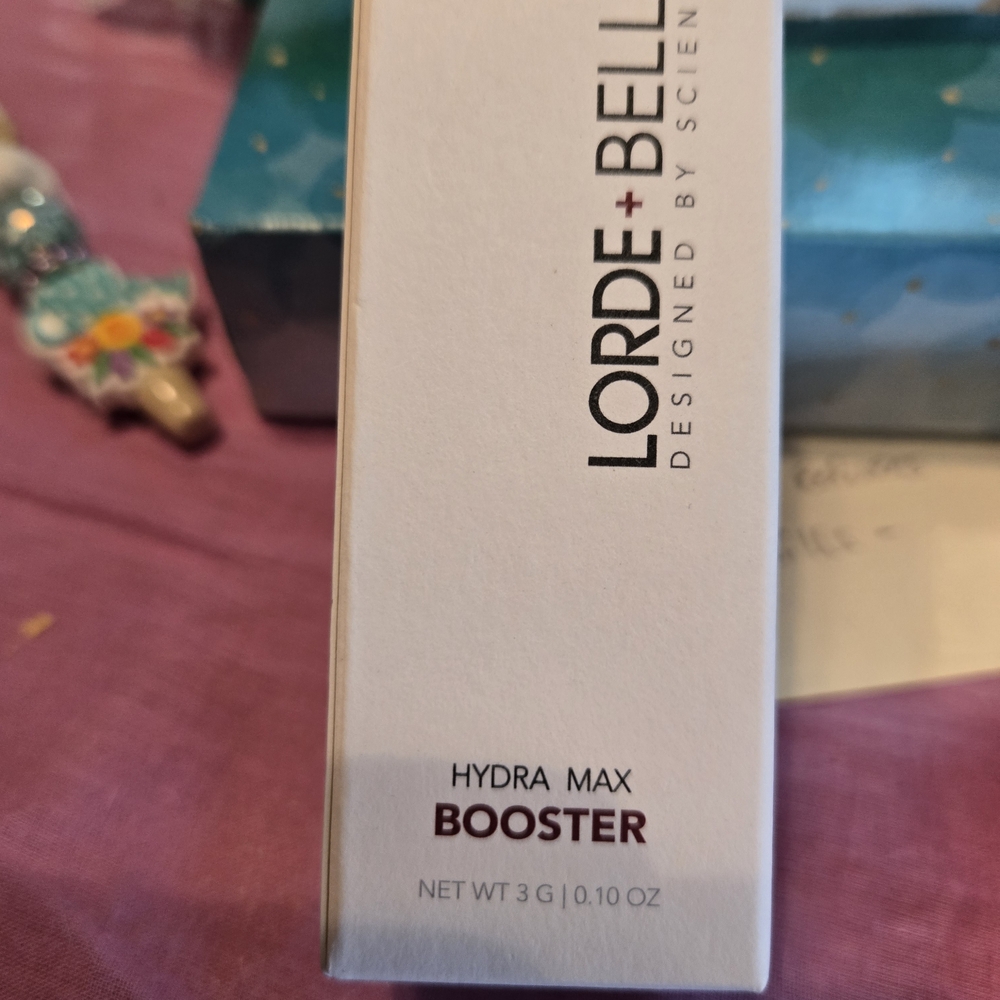 LORDE+BELL
DESIGNED BY SCIEN
HYDRA MAX
BOOSTER
NET WT 3 G | 0.10 OZ